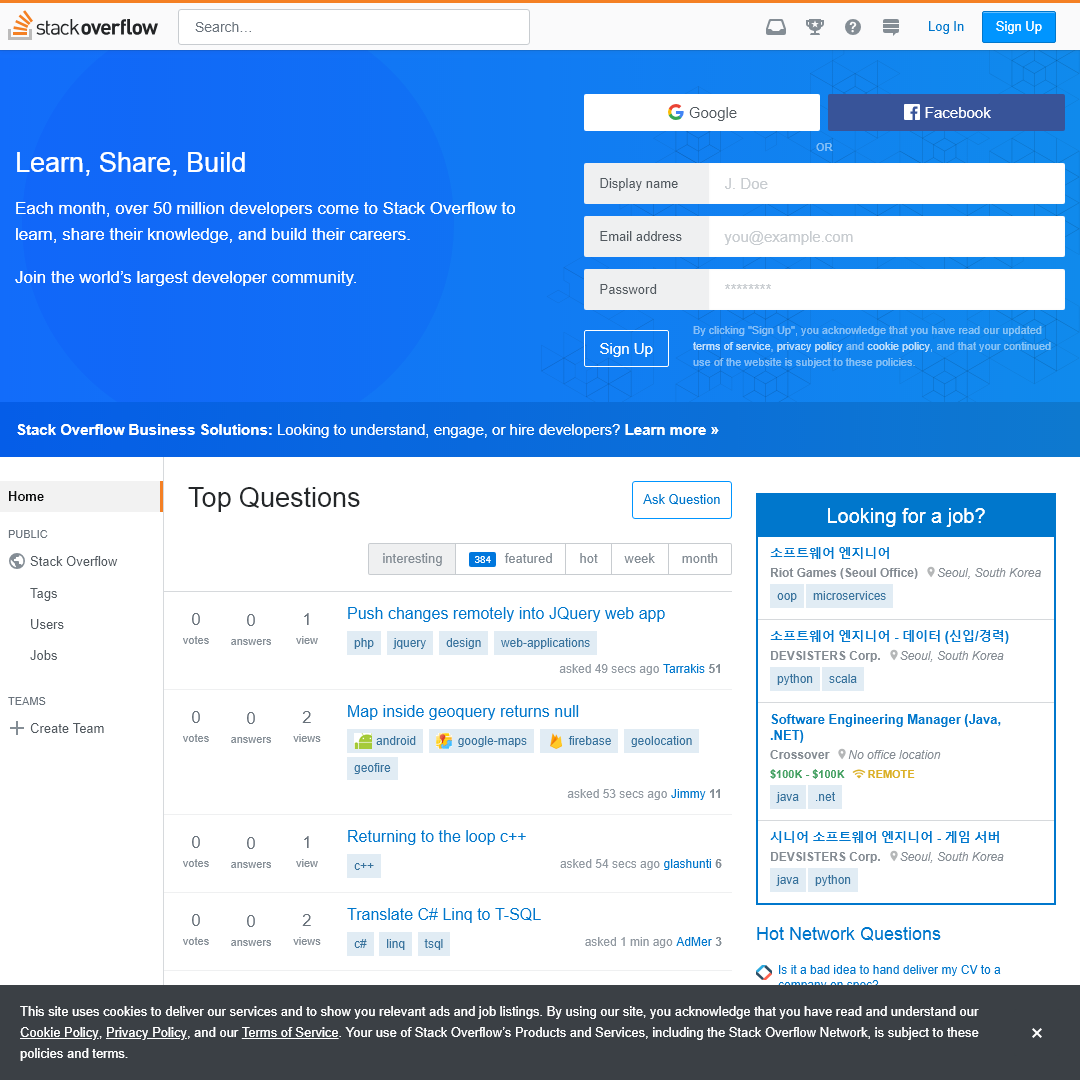 stackoverflow
Search…
Log In
Sign Up
Google
Facebook
OR
Learn, Share, Build
Each month, over 50 million developers come to Stack Overflow to
learn, share their knowledge, and build their careers.
Join the world’s largest developer community.
Display name
J. Doe
Email address
you@example.com
Password
********
Sign Up
By clicking "Sign Up", you acknowledge that you have read our updated
terms of service, privacy policy and cookie policy, and that your continued
use of the website is subject to these policies.
Stack Overflow Business Solutions: Looking to understand, engage, or hire developers? Learn more »
Home
PUBLIC
Stack Overflow
Tags
Users
Jobs
TEAMS
Create Team
Top Questions
Ask Question
interesting
384 featured
hot
week
month
0 votes
0 answers
1 view
Push changes remotely into JQuery web app
php jquery design web-applications
asked 49 secs ago Tarrakis 51
0 votes
0 answers
2 views
Map inside geoquery returns null
android google-maps firebase geolocation
geofire
asked 53 secs ago Jimmy 11
0 votes
0 answers
1 view
Returning to the loop c++
c++
asked 54 secs ago glashunti 6
0 votes
0 answers
2 views
Translate C# Linq to T-SQL
c# linq tsql
asked 1 min ago AdMer 3
Looking for a job?
소프트웨어 엔지니어
Riot Games (Seoul Office) Seoul, South Korea
oop microservices
소프트웨어 엔지니어 - 데이터 (신입/경력)
DEVSISTERS Corp. Seoul, South Korea
python scala
Software Engineering Manager (Java,
.NET)
Crossover No office location
$100K - $100K REMOTE
java .net
시니어 소프트웨어 엔지니어 - 게임 서버
DEVSISTERS Corp. Seoul, South Korea
java python
Hot Network Questions
Is it a bad idea to hand deliver my CV to a
company on spec?
This site uses cookies to deliver our services and to show you relevant ads and job listings. By using our site, you acknowledge that you have read and understand our
Cookie Policy, Privacy Policy, and our Terms of Service. Your use of Stack Overflow’s Products and Services, including the Stack Overflow Network, is subject to these
policies and terms.